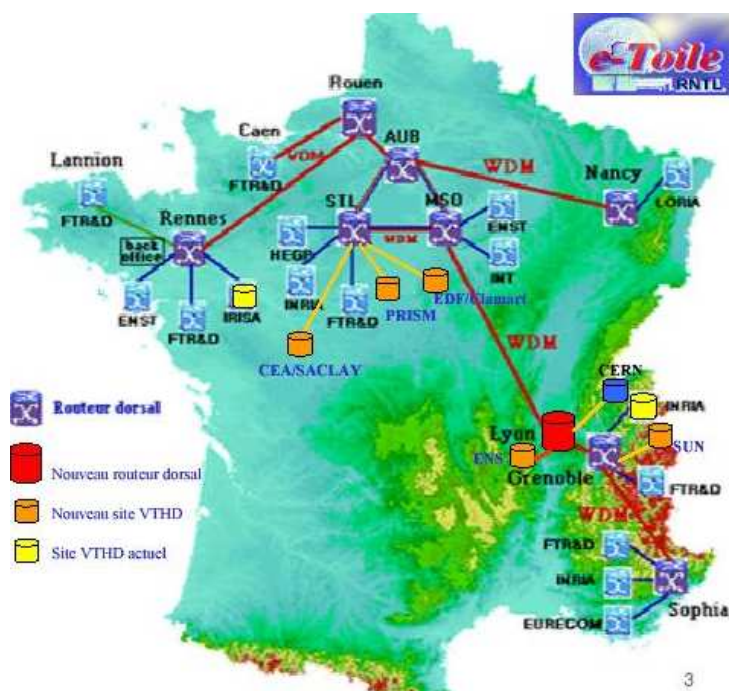 e-Toile
RNTL
Rouen
Caen
WDM
AUB
FTR&D
Lannion
WDM
Nancy
FTR&D
Rennes
STL
MSO
LORIA
back
office
HEGP
WDM
ENST
INT
ENST
FTR&D
IRISA
INRIA
FTR&D
PRISM
EDF/Clamart
CEA/SACLAY
WDM
CERN
Routeur dorsal
INRIA
Lyon
SUN
ENS
Grenoble
Nouveau routeur dorsal
FTR&D
WDM
Nouveau site VTHD
FTR&D
Site VTHD actuel
INRIA
Sophia
EURECOM
3